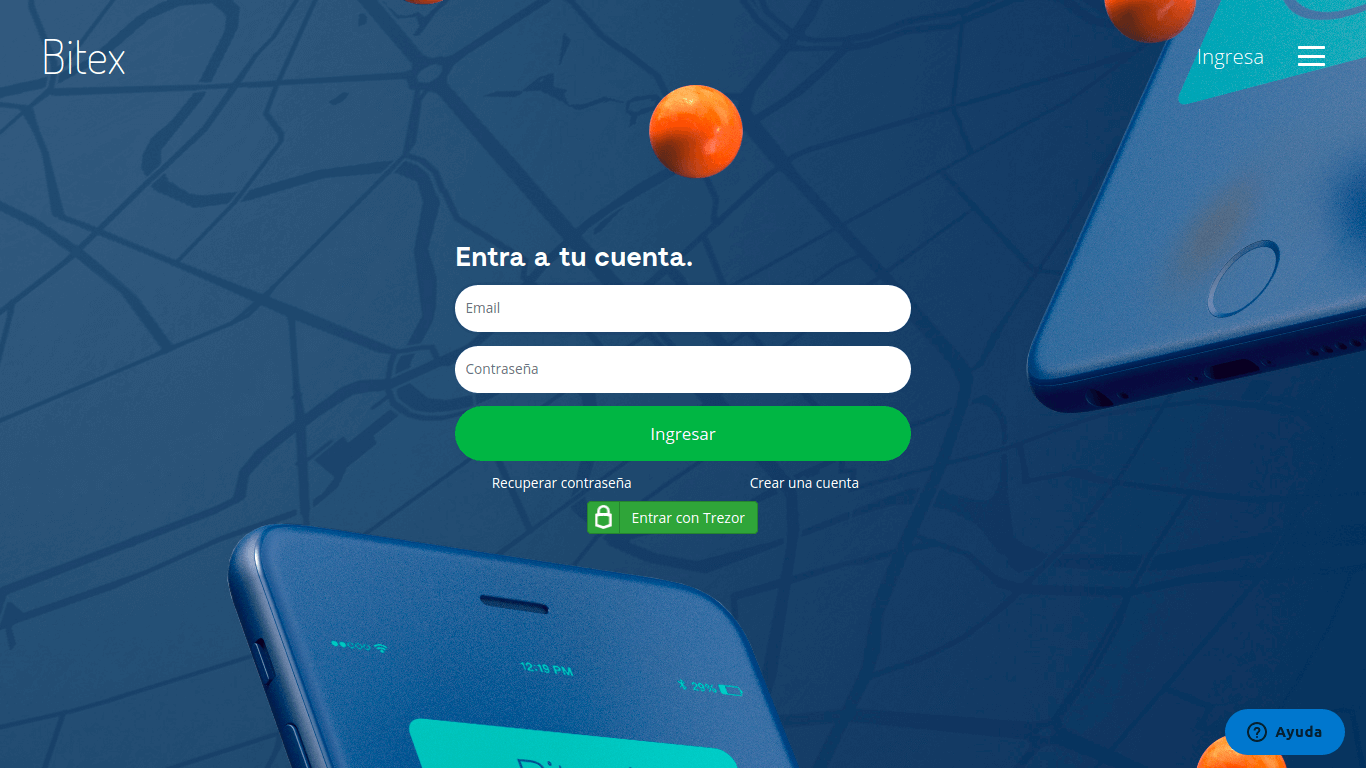 Bitex
Ingresa
Entra a tu cuenta.
Email
Contraseña
Ingresar
Recuperar contraseña
Crear una cuenta
Entrar con Trezor
12:19 PM
29%
Ayuda